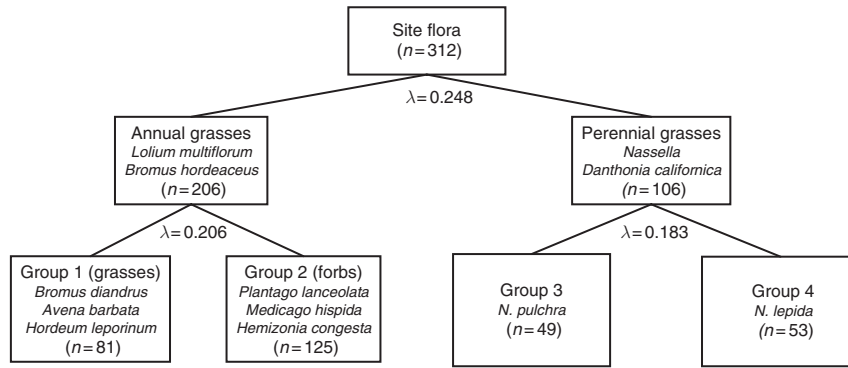 Site flora
(n=312)
λ=0.248
Annual grasses
Lolium multiflorum
Bromus hordeaceus
(n=206)
Perennial grasses
Nassella
Danthonia californica
(n=106)
λ=0.206
λ=0.183
Group 1 (grasses)
Bromus diandrus
Avena barbata
Hordeum leporinum
(n=81)
Group 2 (forbs)
Plantago lanceolata
Medicago hispida
Hemizonia congesta
(n=125)
Group 3
N. pulchra
(n=49)
Group 4
N. lepida
(n=53)